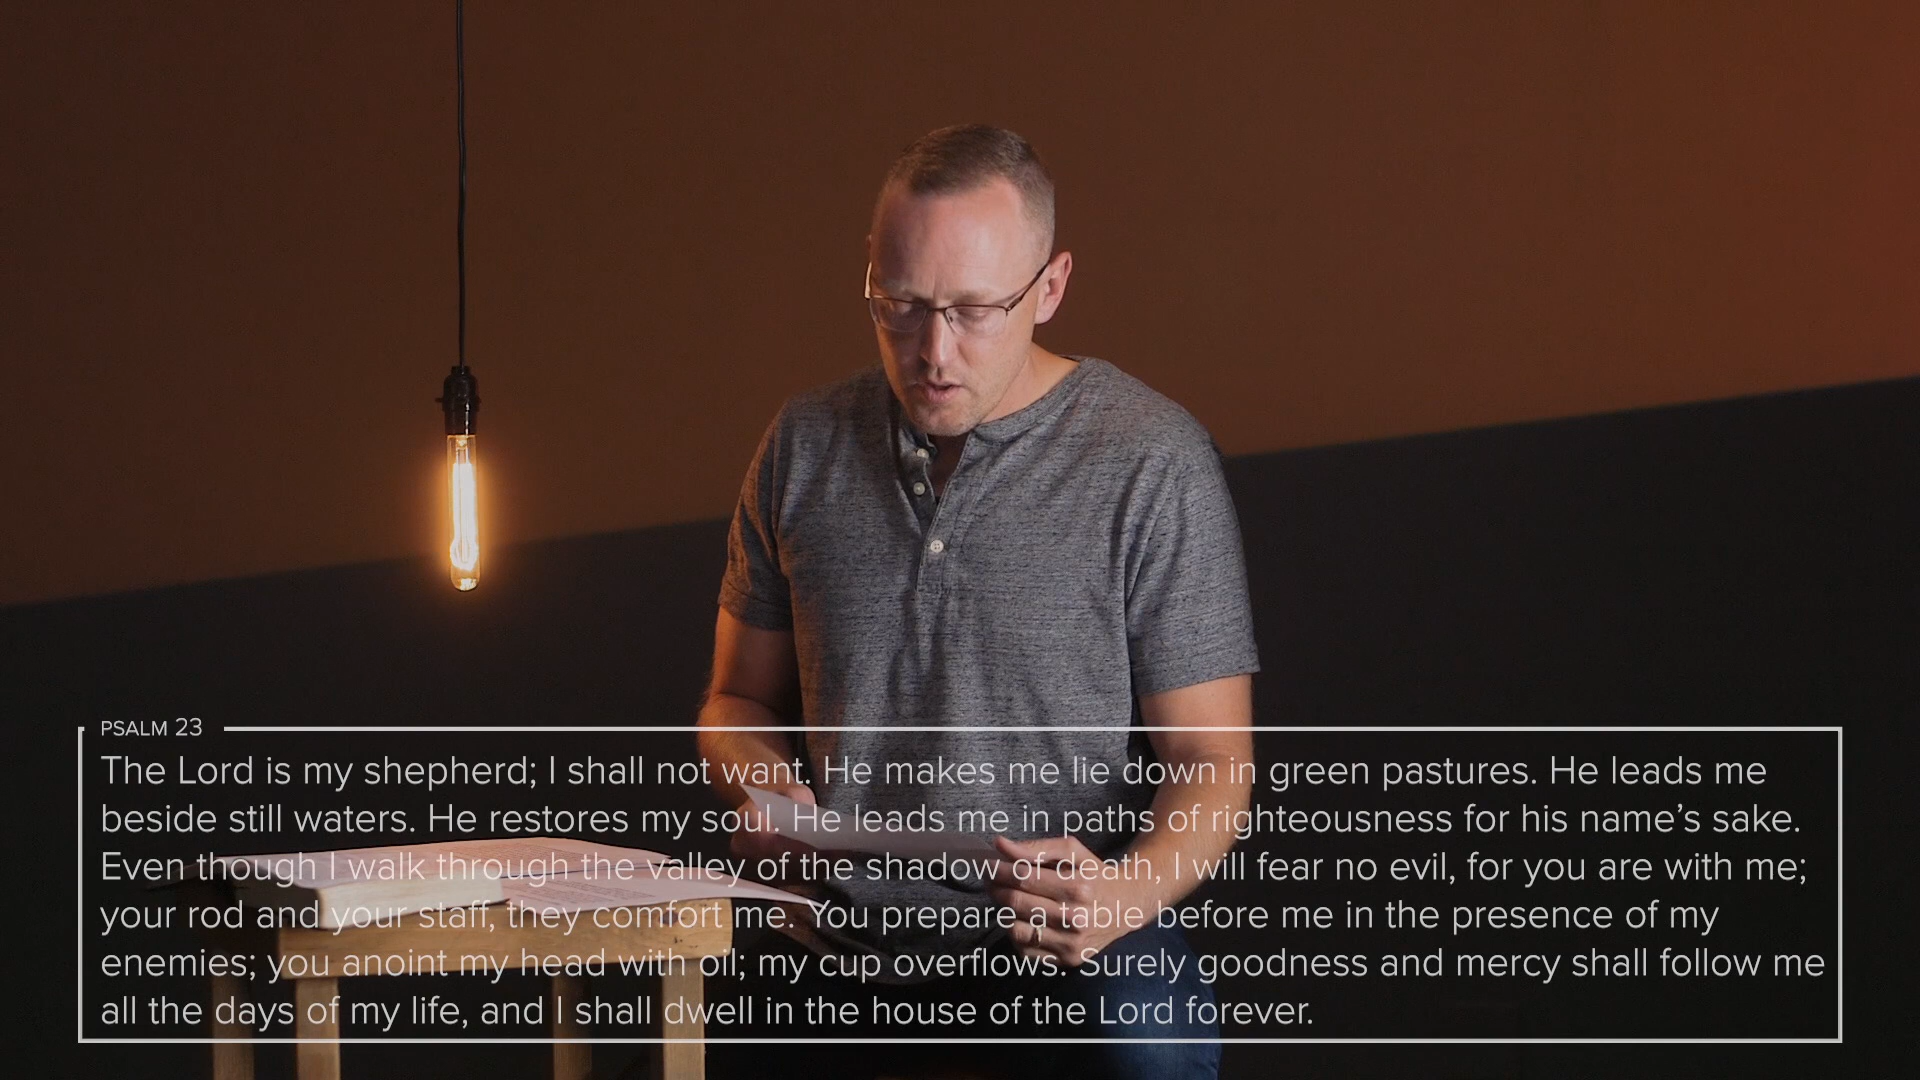 PSALM 23
The Lord is my shepherd; I shall not want. He makes me lie down in green pastures. He leads me
beside still waters. He restores my soul. He leads me in paths of righteousness for his name’s sake.
Even though I walk through the valley of the shadow of death, I will fear no evil, for you are with me;
your rod and your staff, they comfort me. You prepare a table before me in the presence of my
enemies; you anoint my head with oil; my cup overflows. Surely goodness and mercy shall follow me
all the days of my life, and I shall dwell in the house of the Lord forever.